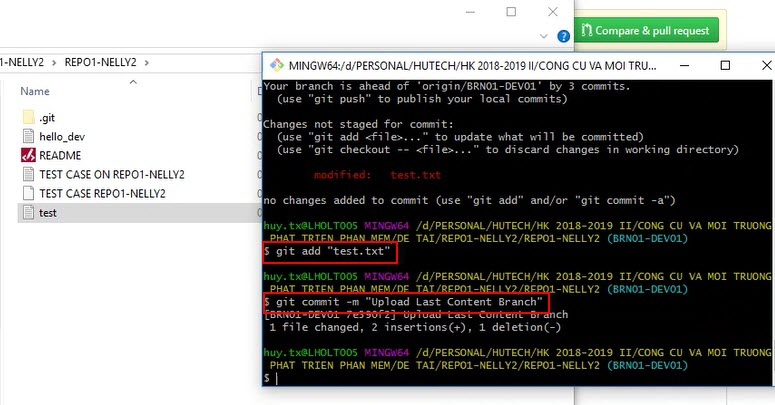 Compare & pull request
1-NELLY2 > REPO1-NELLY2 >
MINGW64:/d/PERSONAL/HUTECH/HK 2018-2019 II/CONG CU VA MOI TRU...
Name
.git
hello_dev
README
TEST CASE ON REPO1-NELLY2
TEST CASE REPO1-NELLY2
test
Your branch is ahead of 'origin/BRN01-DEV01' by 3 commits.
(use "git push" to publish your local commits)
Changes not staged for commit:
(use "git add <file>..." to update what will be committed)
(use "git checkout -- <file>..." to discard changes in working directory)
modified: test.txt
no changes added to commit (use "git add" and/or "git commit -a")
huy.tx@LHOLT005 MINGW64 /d/PERSONAL/HUTECH/HK 2018-2019 II/CONG CU VA MOI TRUONG
PHAT TRIEN PHAN MEM/DE TAI/REPO1-NELLY2/REPO1-NELLY2 (BRN01-DEV01)
$ git add "test.txt"
huy.tx@LHOLT005 MINGW64 /d/PERSONAL/HUTECH/HK 2018-2019 II/CONG CU VA MOI TRUONG
PHAT TRIEN PHAN MEM/DE TAI/REPO1-NELLY2/REPO1-NELLY2 (BRN01-DEV01)
$ git commit -m "Upload Last Content Branch"
[BRN01-DEV01 7e590f2] Upload Last Content Branch
1 file changed, 2 insertions(+), 1 deletion(-)
huy.tx@LHOLT005 MINGW64 /d/PERSONAL/HUTECH/HK 2018-2019 II/CONG CU VA MOI TRUONG
PHAT TRIEN PHAN MEM/DE TAI/REPO1-NELLY2/REPO1-NELLY2 (BRN01-DEV01)
$